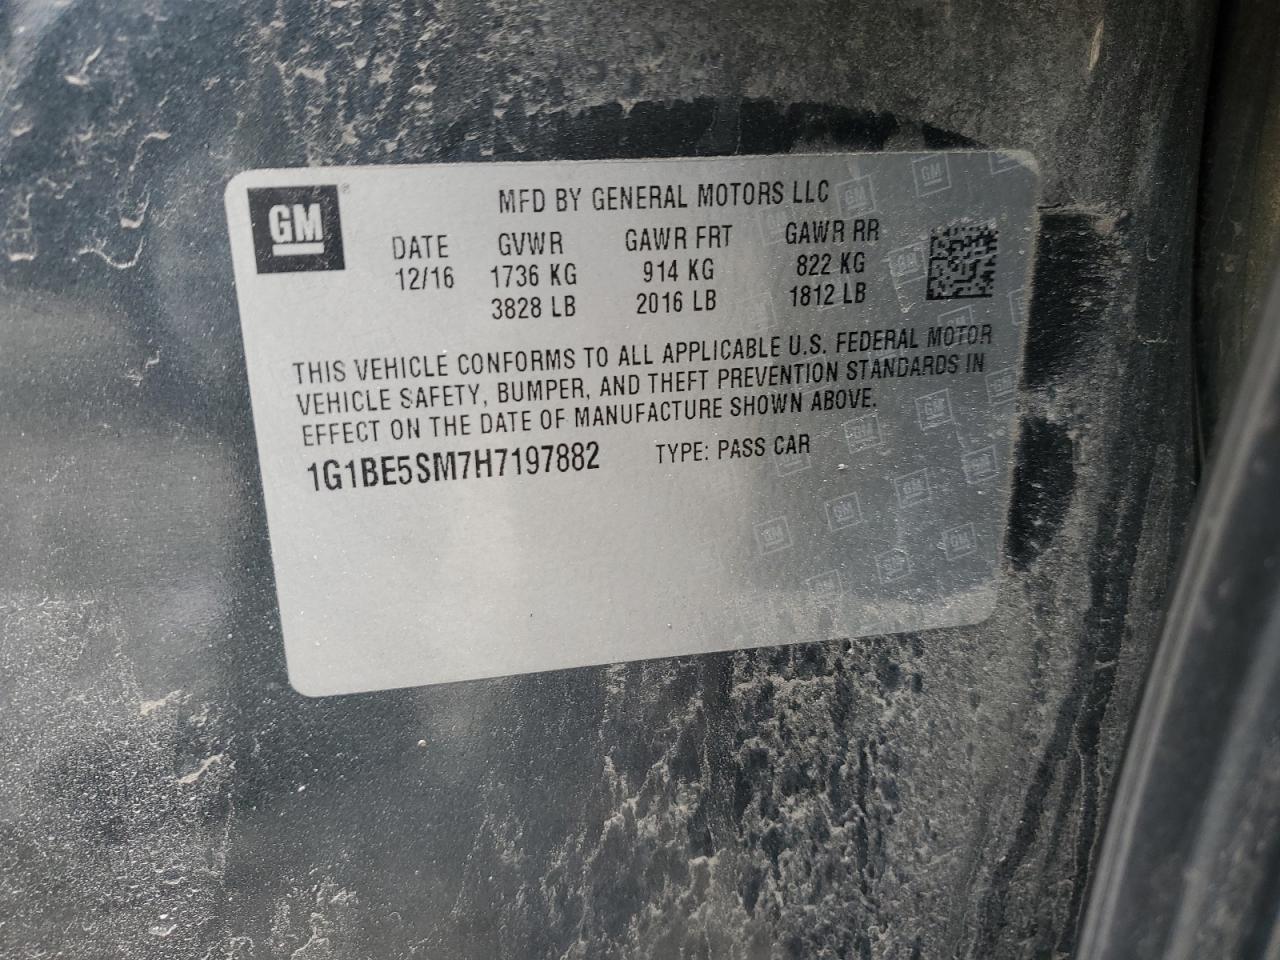 GM
MFD BY GENERAL MOTORS LLC
DATE GVWR GAWR FRT GAWR RR
12/16 1736 KG 914 KG 822 KG
3828 LB 2016 LB 1812 LB
THIS VEHICLE CONFORMS TO ALL APPLICABLE U.S. FEDERAL MOTOR
VEHICLE SAFETY, BUMPER, AND THEFT PREVENTION STANDARDS IN
EFFECT ON THE DATE OF MANUFACTURE SHOWN ABOVE.
1G1BE5SM7H7197882 TYPE: PASS CAR